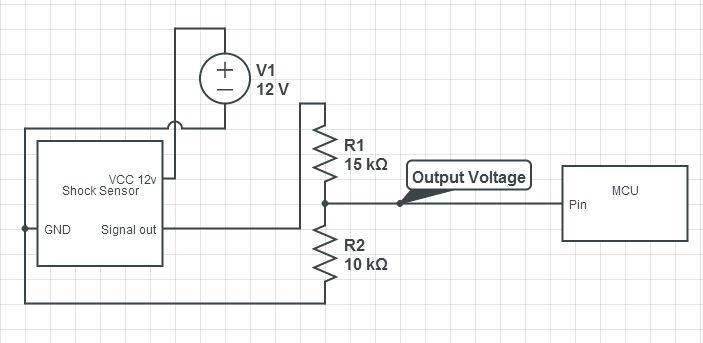 V1
12 V
R1
15 kΩ
VCC 12v
Shock Sensor
Output Voltage
MCU
Pin
GND
Signal out
R2
10 kΩ